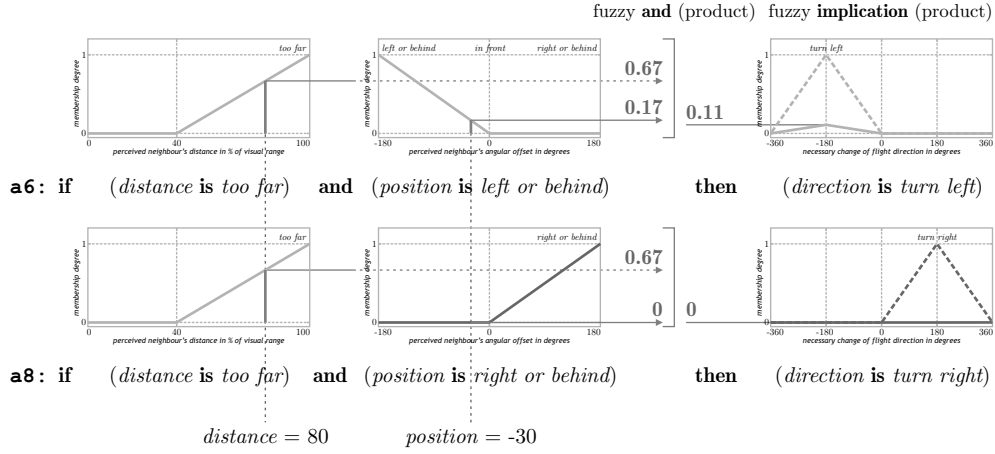 fuzzy and (product) fuzzy implication (product)
too far
left or behind in front right or behind
turn left
membership degree
1
0
0 40 100
perceived neighbour's distance in % of visual range
membership degree
1
0
-180 0 180
perceived neighbour's angular offset in degrees
0.67
0.17
0.11
membership degree
1
0
-360 -180 0 180 360
necessary change of flight direction in degrees
a6: if (distance is too far) and (position is left or behind) then (direction is turn left)
too far
right or behind
turn right
membership degree
1
0
0 40 100
perceived neighbour's distance in % of visual range
membership degree
1
0
-180 0 180
perceived neighbour's angular offset in degrees
0.67
0
0
membership degree
1
0
-360 -180 0 180 360
necessary change of flight direction in degrees
a8: if (distance is too far) and (position is right or behind) then (direction is turn right)
distance = 80 position = -30